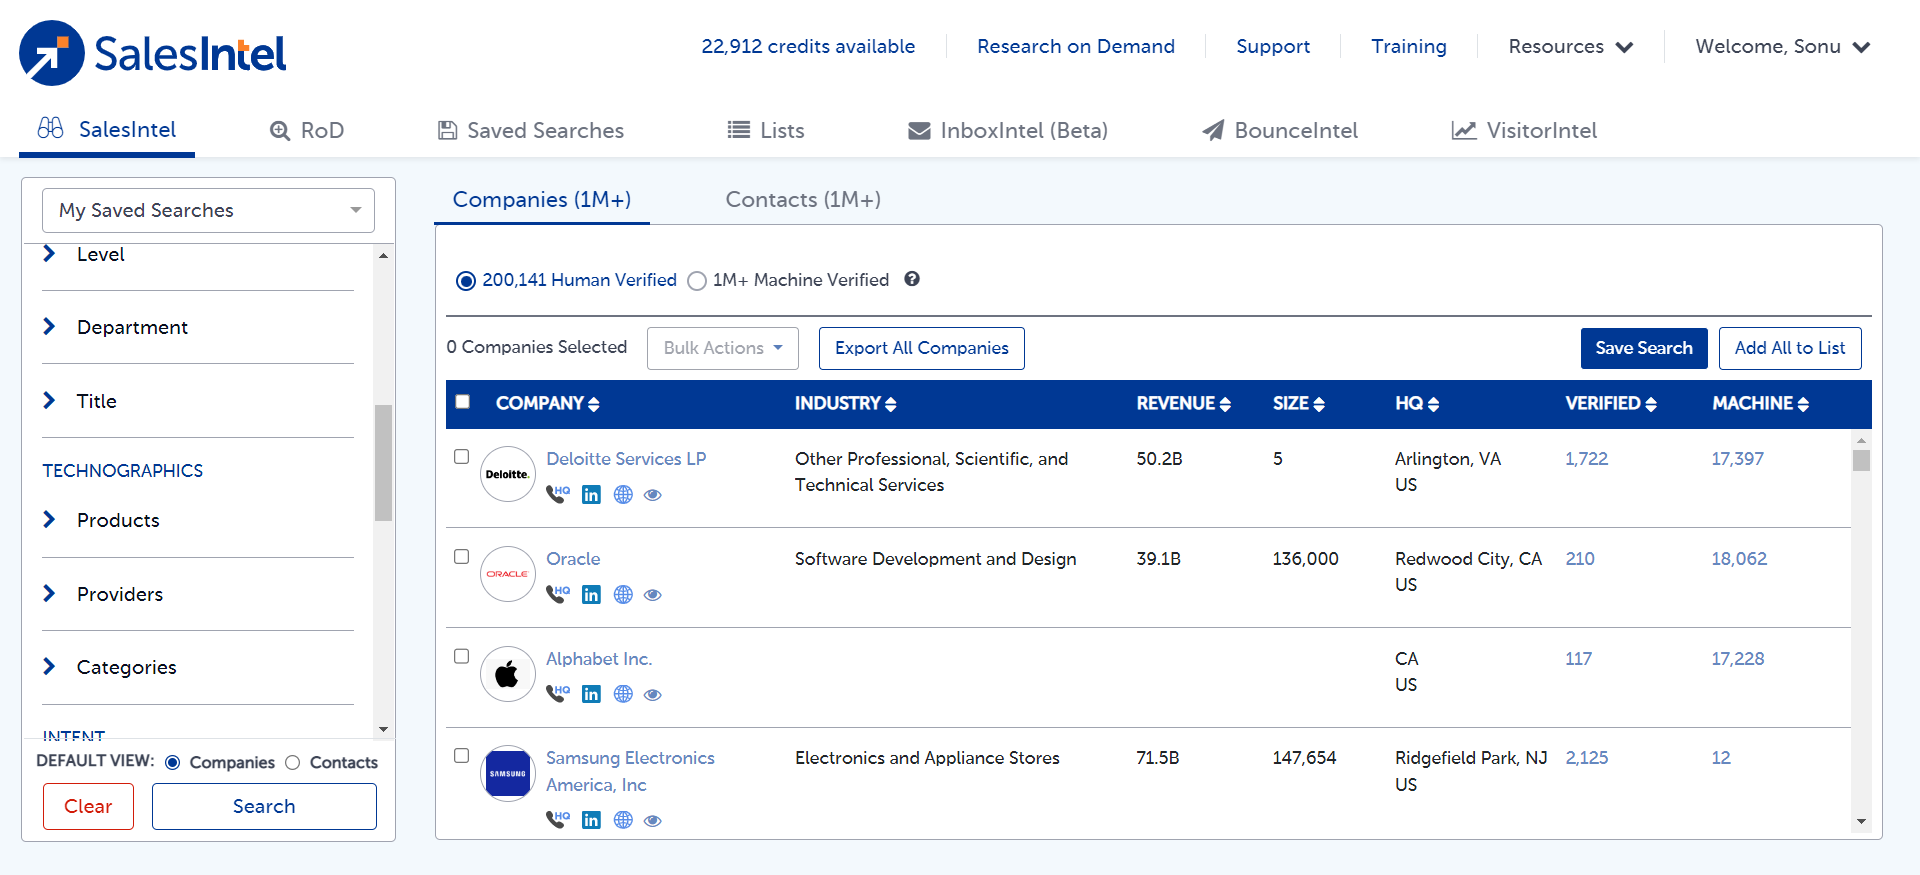 SalesIntel
22,912 credits available
Research on Demand
Support
Training
Resources
Welcome, Sonu
SalesIntel
RoD
Saved Searches
Lists
InboxIntel (Beta)
BounceIntel
VisitorIntel
My Saved Searches
Level
Department
Title
TECHNOGRAPHICS
Products
Providers
Categories
INTENT
DEFAULT VIEW: Companies Contacts
Clear
Search
Companies (1M+)
Contacts (1M+)
200,141 Human Verified
1M+ Machine Verified
?
0 Companies Selected
Bulk Actions
Export All Companies
Save Search
Add All to List
COMPANY INDUSTRY REVENUE SIZE HQ VERIFIED MACHINE
Deloitte.
Deloitte Services LP
HQ in
Other Professional, Scientific, and
Technical Services
50.2B
5
Arlington, VA
US
1,722
17,397
ORACLE
Oracle
HQ in
Software Development and Design
39.1B
136,000
Redwood City, CA
US
210
18,062
Alphabet Inc.
HQ in
CA
US
117
17,228
SAMSUNG
Samsung Electronics
America, Inc
HQ in
Electronics and Appliance Stores
71.5B
147,654
Ridgefield Park, NJ
US
2,125
12